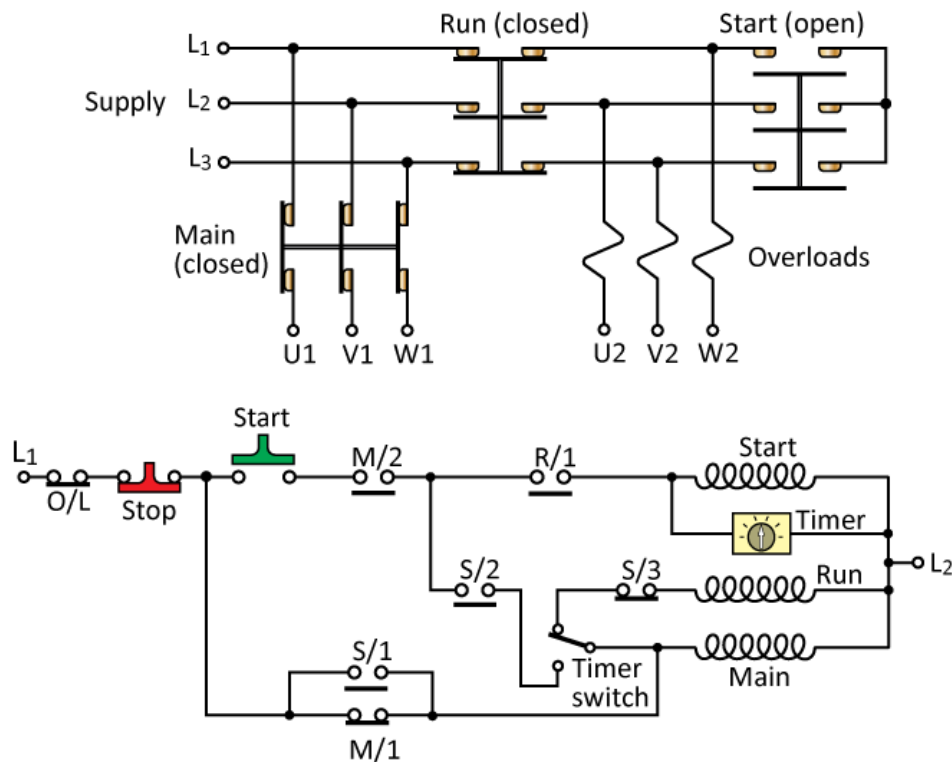 Run (closed)
Start (open)
L1
Supply
L2
L3
Main
(closed)
Overloads
U1
V1
W1
U2
V2
W2
Start
L1
M/2
R/1
Start
O/L
Stop
Timer
S/2
S/3
Run
L2
S/1
Timer
switch
Main
M/1